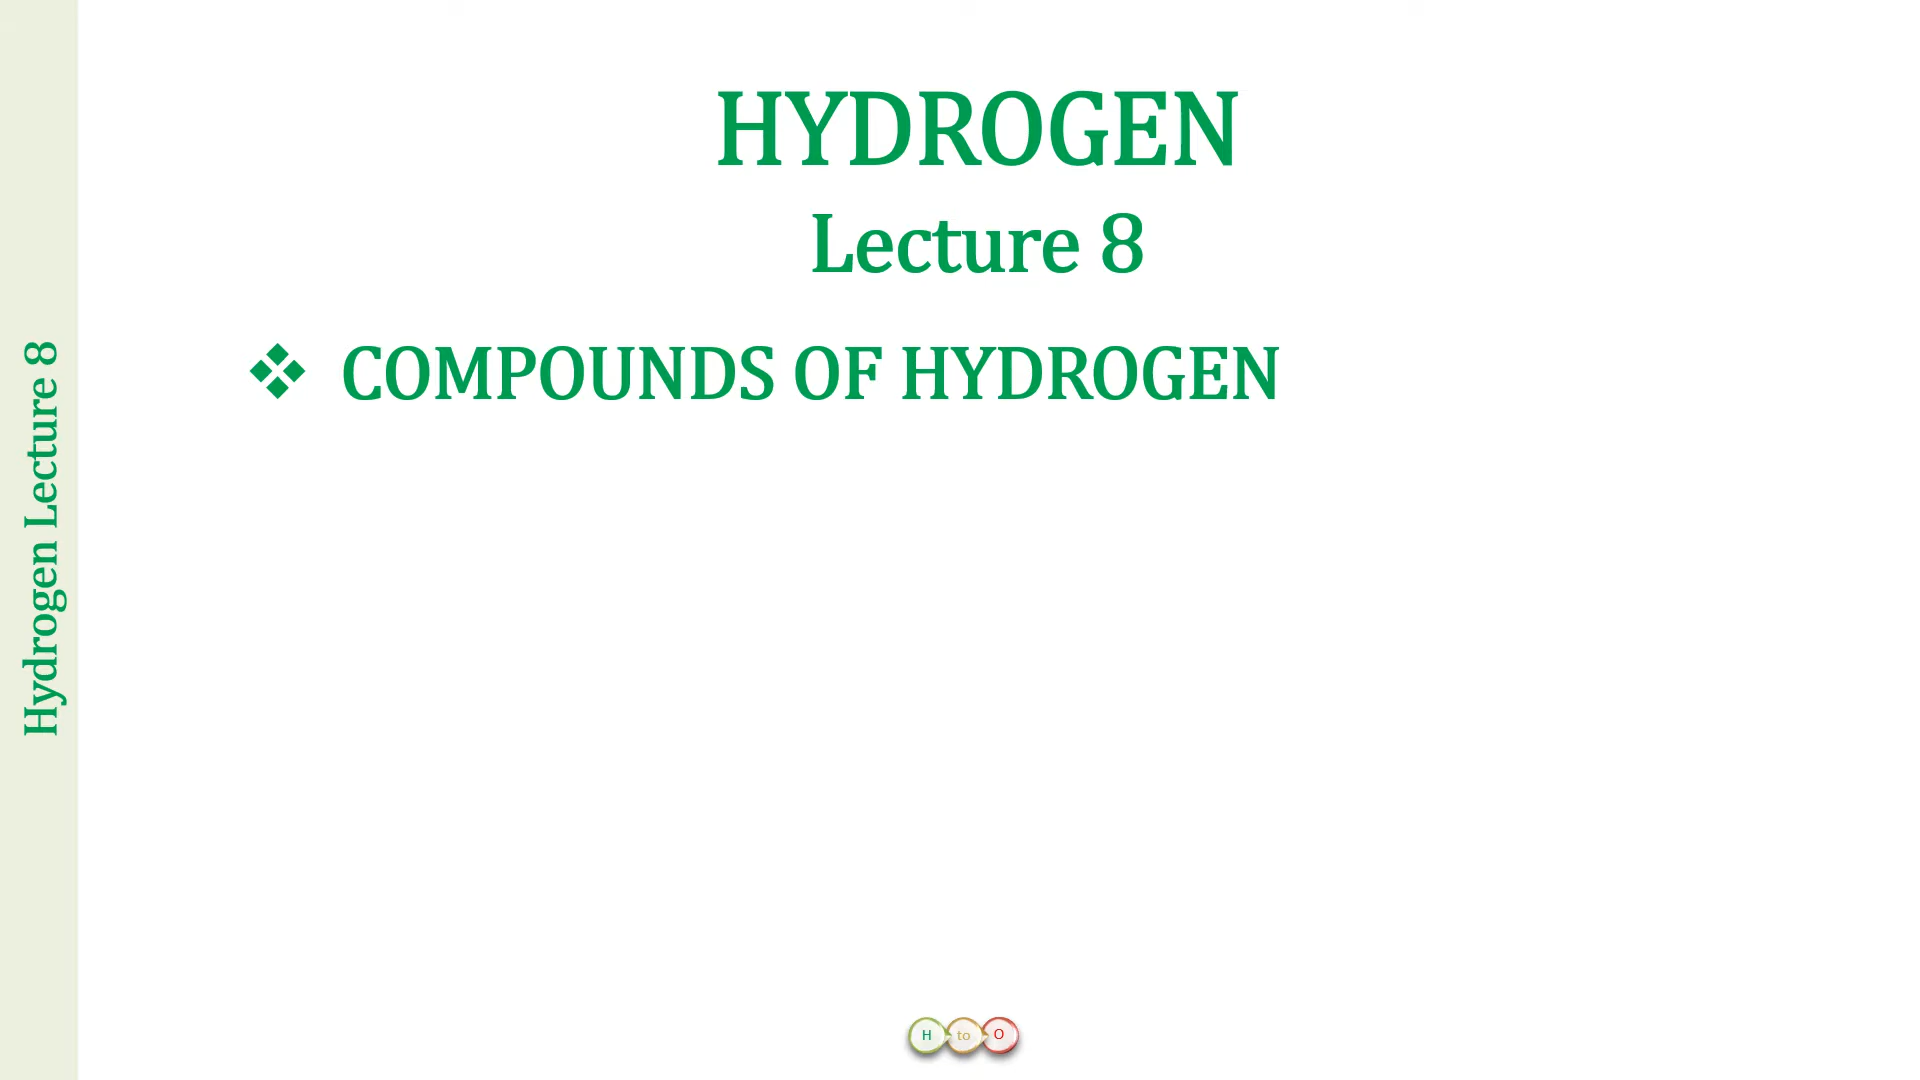 HYDROGEN
Lecture 8
❖ COMPOUNDS OF HYDROGEN
Hydrogen Lecture 8
H to O